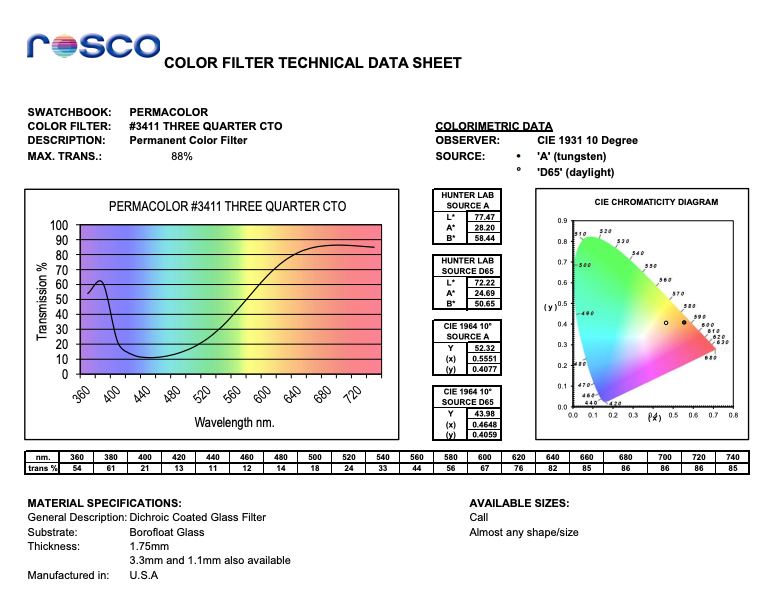 rosco
COLOR FILTER TECHNICAL DATA SHEET
SWATCHBOOK: PERMACOLOR
COLOR FILTER: #3411 THREE QUARTER CTO
DESCRIPTION: Permanent Color Filter
MAX. TRANS.: 88%
COLORIMETRIC DATA
OBSERVER: CIE 1931 10 Degree
SOURCE: • 'A' (tungsten)
° 'D65' (daylight)
PERMACOLOR #3411 THREE QUARTER CTO
Transmission %
100
90
80
70
60
50
40
30
20
10
0
360 400 440 480 520 560 600 640 680 720
Wavelength nm.
HUNTER LAB
SOURCE A
L* 77.47
A* 28.20
B* 58.44
HUNTER LAB
SOURCE D65
L* 72.22
A* 24.69
B* 50.65
CIE 1964 10°
SOURCE A
Y 52.32
(x) 0.5551
(y) 0.4077
CIE 1964 10°
SOURCE D65
Y 43.98
(x) 0.4648
(y) 0.4059
CIE CHROMATICITY DIAGRAM
0.9
0.8
0.7
0.6
0.5
0.4
0.3
0.2
0.1
0.0
(y)
510 520 530 540 550 560 570 580 590 600 610 620 630 680
500
490
480
470
460
440 420
0.0 0.1 0.2 0.3 0.4 0.5 0.6 0.7 0.8
(x)
nm. 360 380 400 420 440 460 480 500 520 540 560 580 600 620 640 660 680 700 720 740
trans % 54 61 21 13 11 12 14 18 24 33 44 56 67 76 82 85 86 86 86 85
MATERIAL SPECIFICATIONS:
General Description: Dichroic Coated Glass Filter
Substrate: Borofloat Glass
Thickness: 1.75mm
3.3mm and 1.1mm also available
Manufactured in: U.S.A
AVAILABLE SIZES:
Call
Almost any shape/size